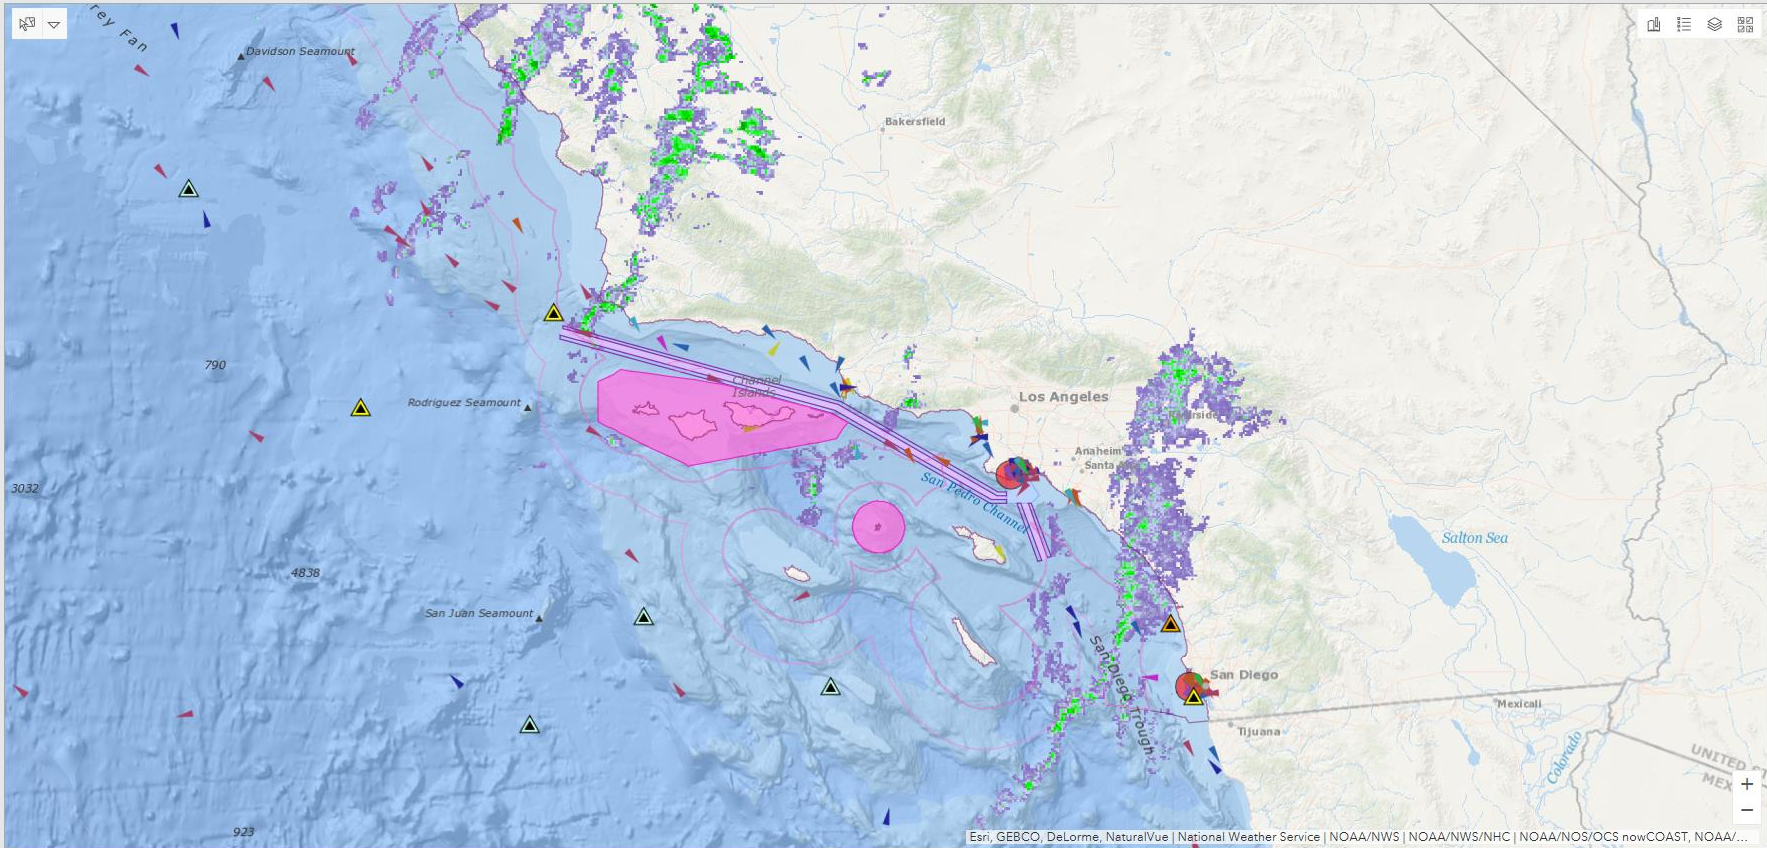 rey Fan
Davidson Seamount
Bakersfield
790
Rodriguez Seamount
Channel
Islands
Los Angeles
Riverside
Anaheim
Santa
3032
San Pedro Channel
Salton Sea
4838
San Juan Seamount
San Diego Trough
San Diego
Mexicali
Tijuana
Colorado
UNITED ST
MEX
923
+
−
Esri, GEBCO, DeLorme, NaturalVue | National Weather Service | NOAA/NWS | NOAA/NWS/NHC | NOAA/NOS/OCS nowCOAST, NOAA/...